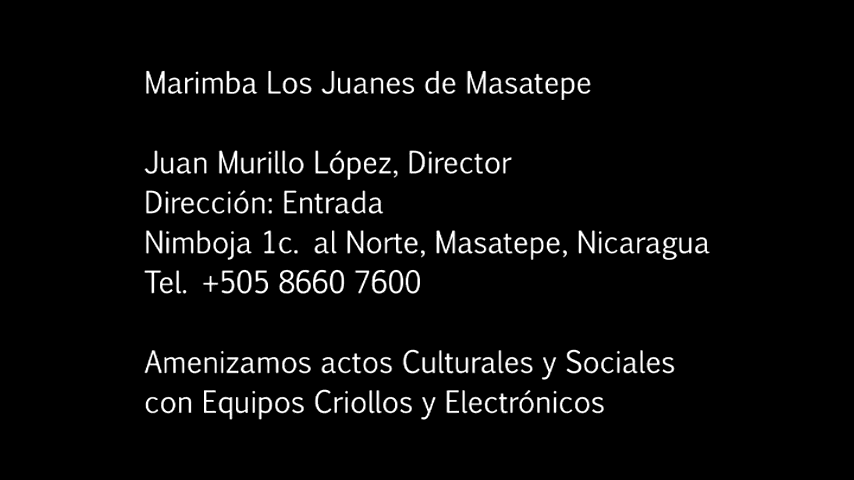 Marimba Los Juanes de Masatepe
Juan Murillo López, Director
Dirección: Entrada
Nimboja 1c. al Norte, Masatepe, Nicaragua
Tel. +505 8660 7600
Amenizamos actos Culturales y Sociales
con Equipos Criollos y Electrónicos